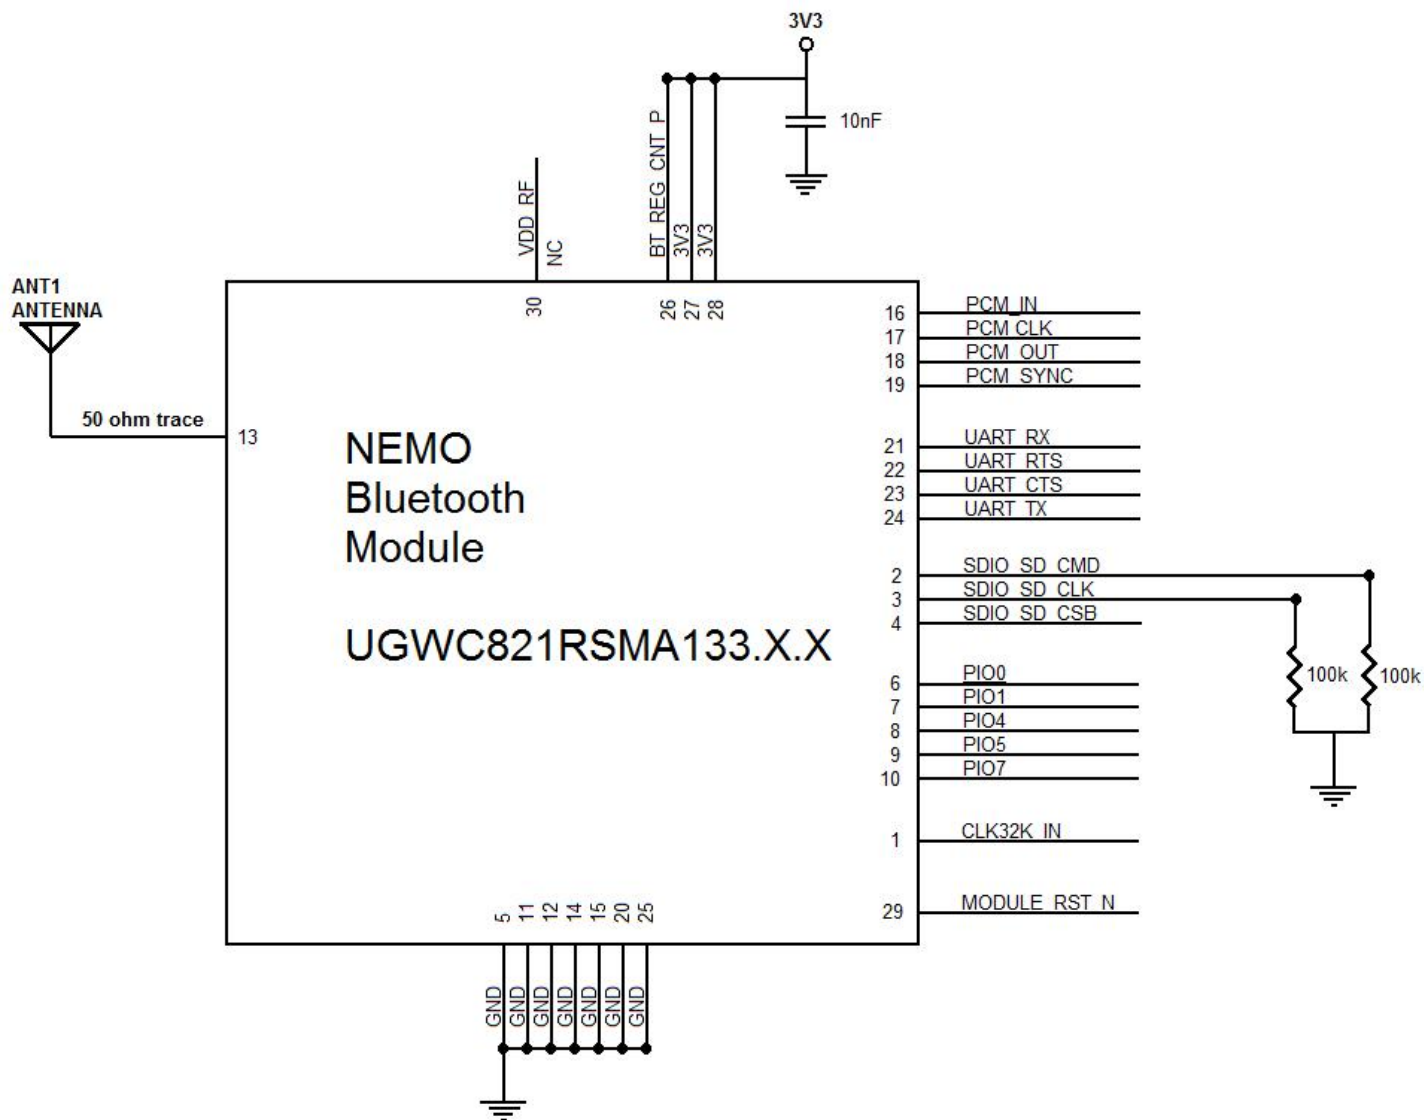 3V3
10nF
BT_REG_CNT_P
3V3
3V3
VDD_RF
NC
ANT1
ANTENNA
30
26
27
28
50 ohm trace
13
NEMO
Bluetooth
Module
UGWC821RSMA133.X.X
16 PCM_IN
17 PCM CLK
18 PCM_OUT
19 PCM_SYNC
21 UART_RX
22 UART_RTS
23 UART_CTS
24 UART_TX
2 SDIO_SD_CMD
3 SDIO_SD_CLK
4 SDIO_SD_CSB
100k
100k
6 PIO0
7 PIO1
8 PIO4
9 PIO5
10 PIO7
1 CLK32K_IN
29 MODULE_RST_N
5
11
12
14
15
20
25
GND
GND
GND
GND
GND
GND
GND